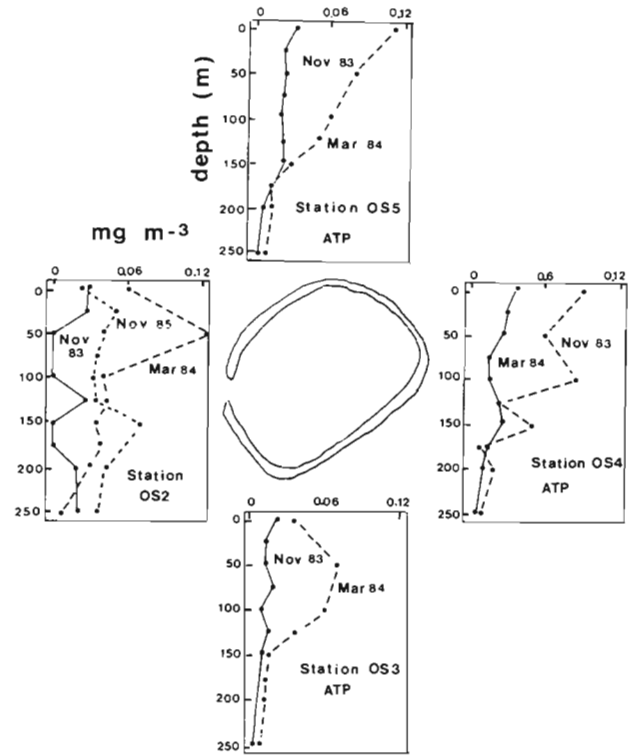 0 0,06 0,12
depth (m)
0
50
100
150
200
250
Nov 83
Mar 84
Station OS5
ATP
mg m-3
0 0,06 0,12
0
50
100
150
200
250
Nov 85
Nov 83
Mar 84
Station
OS2
0 0,6 0,12
0
50
100
150
200
250
Mar 84
Nov 83
Station OS4
ATP
0 0,06 0,12
0
50
100
150
200
250
Nov 83
Mar 84
Station OS3
ATP